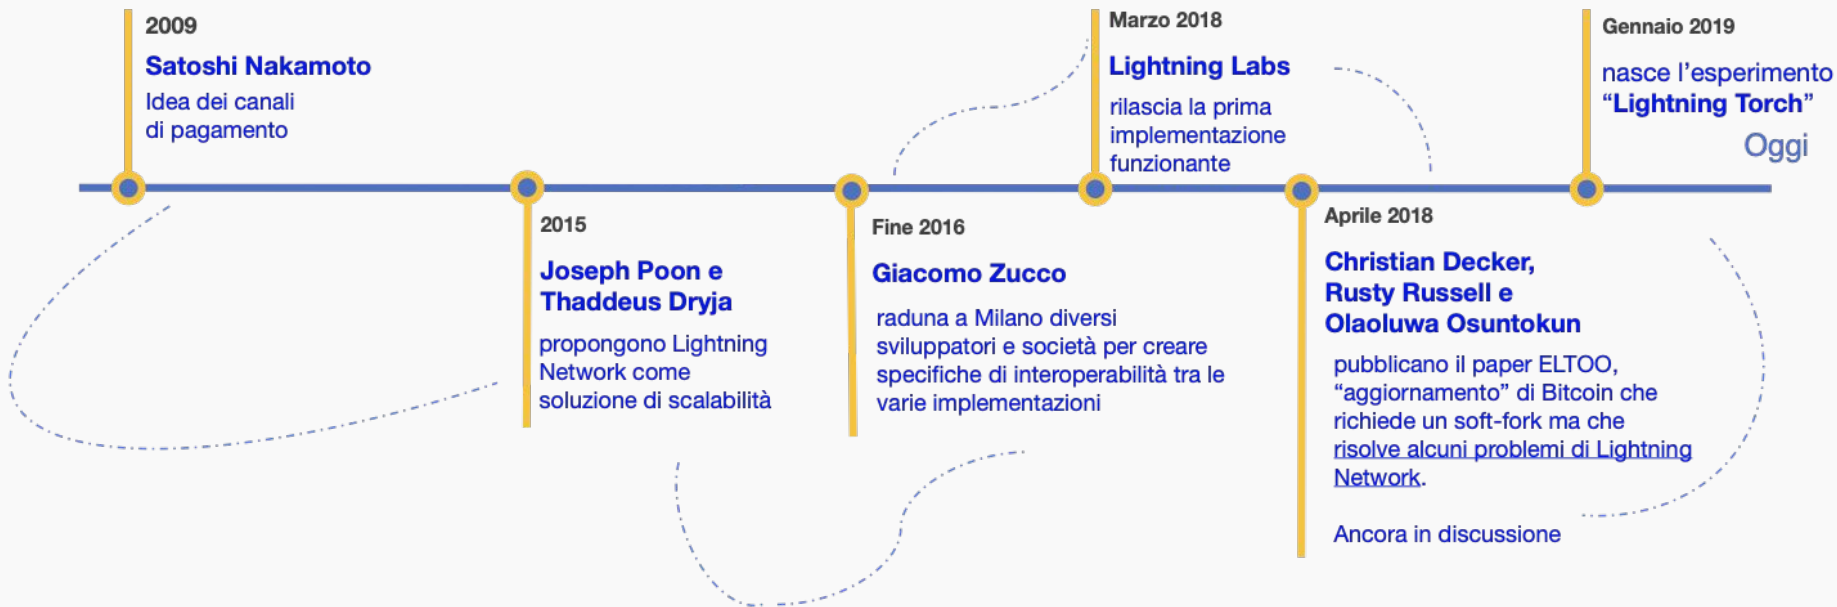 2009
Satoshi Nakamoto
Idea dei canali
di pagamento
2015
Joseph Poon e
Thaddeus Dryja
propongono Lightning
Network come
soluzione di scalabilità
Fine 2016
Giacomo Zucco
raduna a Milano diversi
sviluppatori e società per creare
specifiche di interoperabilità tra le
varie implementazioni
Marzo 2018
Lightning Labs
rilascia la prima
implementazione
funzionante
Aprile 2018
Christian Decker,
Rusty Russell e
Olaoluwa Osuntokun
pubblicano il paper ELTOO,
“aggiornamento” di Bitcoin che
richiede un soft-fork ma che
risolve alcuni problemi di Lightning
Network.
Ancora in discussione
Gennaio 2019
nasce l’esperimento
“Lightning Torch”
Oggi